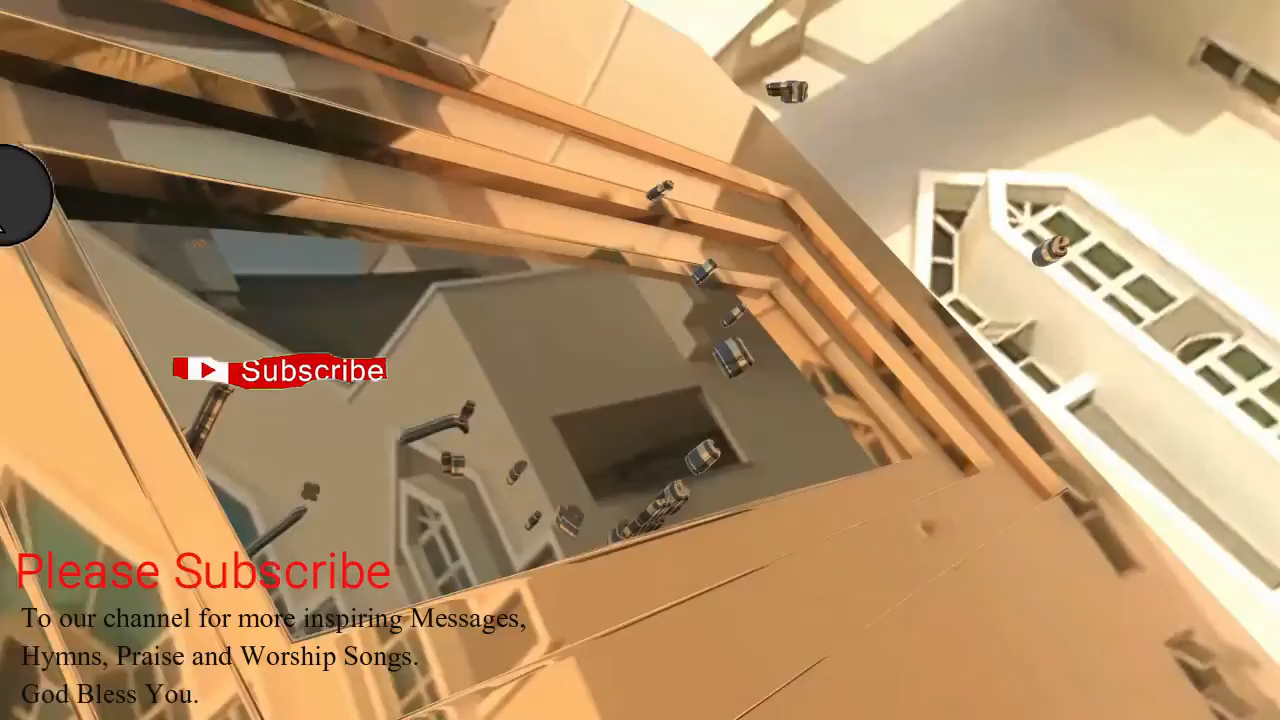 Subscribe
Please Subscribe
To our channel for more inspiring Messages,
Hymns, Praise and Worship Songs.
God Bless You.